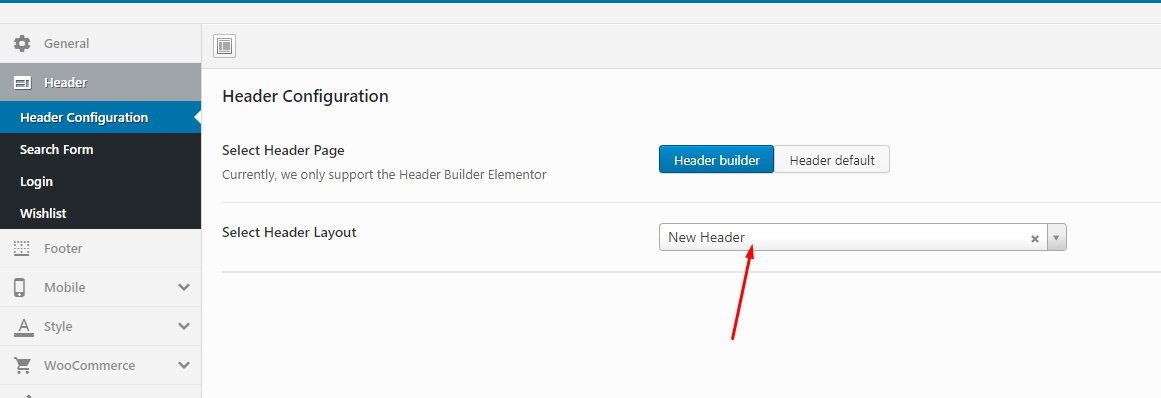 General
Header
Header Configuration
Search Form
Login
Wishlist
Footer
Mobile
Style
WooCommerce
Header Configuration
Select Header Page
Currently, we only support the Header Builder Elementor
Header builder
Header default
Select Header Layout
New Header